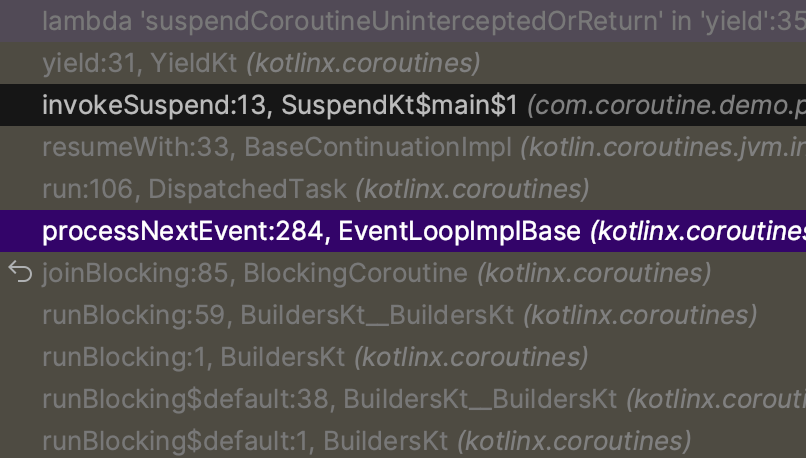 lambda 'suspendCoroutineUninterceptedOrReturn' in 'yield':35
yield:31, YieldKt (kotlinx.coroutines)
invokeSuspend:13, SuspendKt$main$1 (com.coroutine.demo.p
resumeWith:33, BaseContinuationImpl (kotlin.coroutines.jvm.in
run:106, DispatchedTask (kotlinx.coroutines)
processNextEvent:284, EventLoopImplBase (kotlinx.coroutines
joinBlocking:85, BlockingCoroutine (kotlinx.coroutines)
runBlocking:59, BuildersKt__BuildersKt (kotlinx.coroutines)
runBlocking:1, BuildersKt (kotlinx.coroutines)
runBlocking$default:38, BuildersKt__BuildersKt (kotlinx.corouti
runBlocking$default:1, BuildersKt (kotlinx.coroutines)